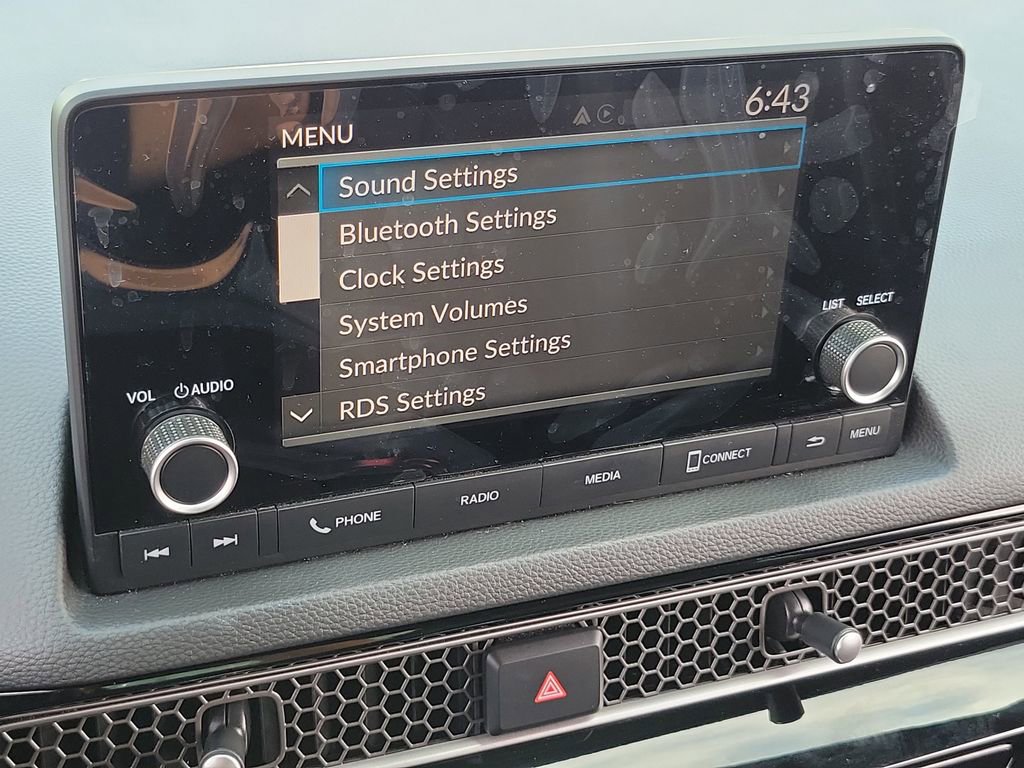 6:43
MENU
Sound Settings
Bluetooth Settings
Clock Settings
System Volumes
Smartphone Settings
RDS Settings
LIST SELECT
VOL AUDIO
PHONE
RADIO
MEDIA
CONNECT
MENU